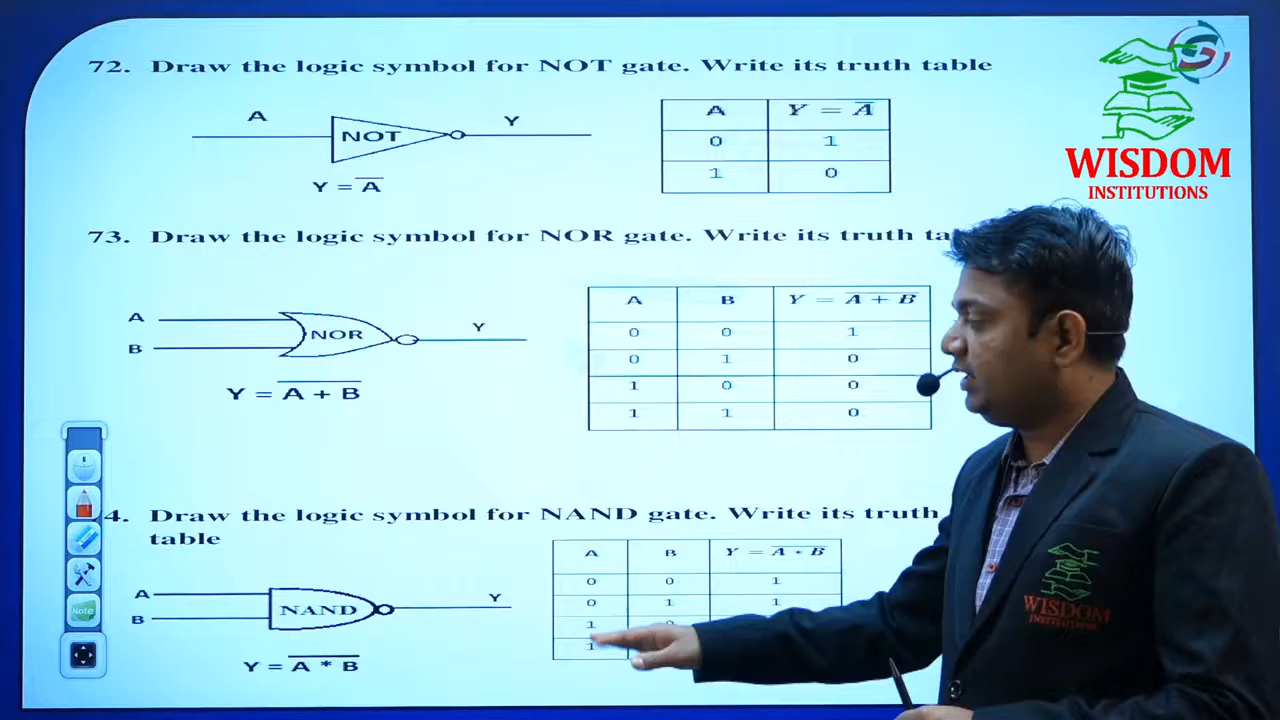 72. Draw the logic symbol for NOT gate. Write its truth table
A NOT Y
Y = A̅
A Y = A̅
0 1
1 0
WISDOM
INSTITUTIONS
73. Draw the logic symbol for NOR gate. Write its truth
A
B
NOR Y
Y = A̅ ̅+̅ ̅B̅
A B Y = A̅ ̅+̅ ̅B̅
0 0 1
0 1 0
1 0 0
1 1 0
4. Draw the logic symbol for NAND gate. Write its truth
table
A
B
NAND Y
Y = A̅ ̅*̅ ̅B̅
A B Y = A̅ ̅*̅ ̅B̅
0 0 1
0 1 1
1
1
Note
WISDOM
INSTITUTIONS